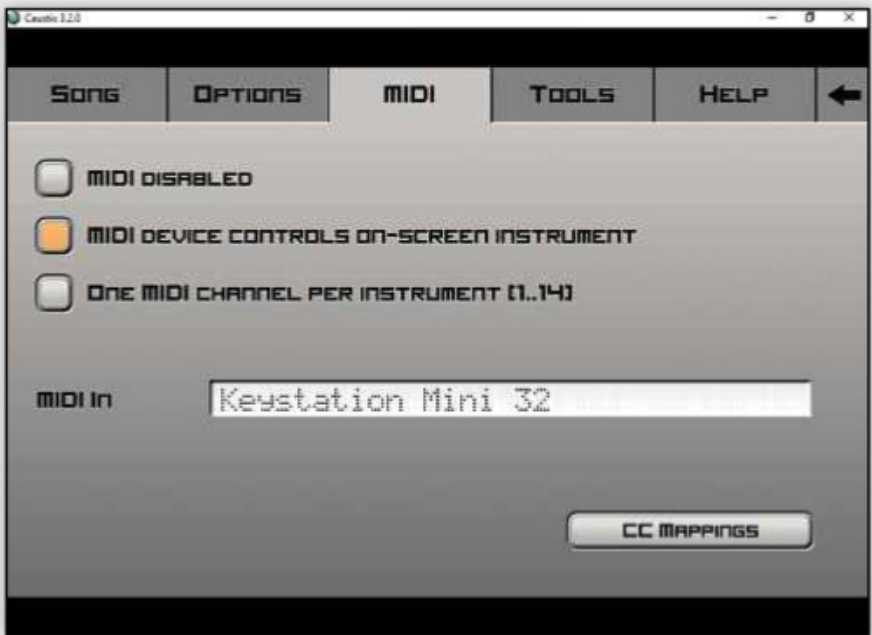 Caustic 3.2.0
Song Options MIDI Tools Help
MIDI disabled
MIDI device controls on-screen instrument
One MIDI channel per instrument [1..14]
MIDI In Keystation Mini 32
CC Mappings